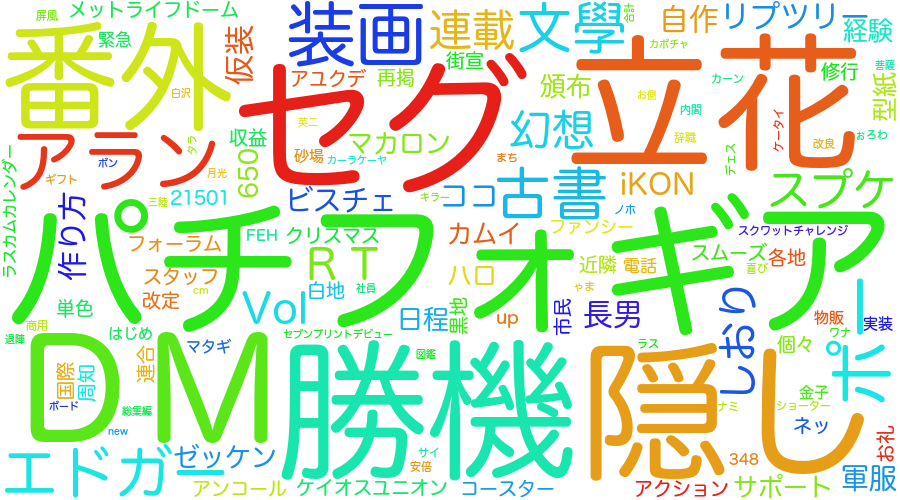 屏風
メットライフドーム
緊急
番外
仮装
装画
連載
文學
合計
自作
リプツリー
経験
カボチャ
街宣
アユクデ
再掲
セグ
立花
カーン
修行
菩薩
型紙
頒布
お側
内閣
ケータイ
白沢
英二
収益
マカロン
幻想
辞職
改良
ぉろわ
アラン
ポン
タラ
砂場
カーラケーヤ
まち
デェス
ラスカムカレンダー
ギフト
三陸
月光
21501
650
ビスチェ
ココ
キラー
古書
iKON
ノホ
スプケ
作り方
パチ
フォギア
フォーラム
FEH
クリスマス
カムイ
ファンシー
スクワットチャレンジ
スタッフ
RT
ハロ
近隣
電話
スムーズ
喜び
各地
改定
cm
白地
社員
ゃま
単色
Vol
日程
黒地
up
市民
長男
しおり
物販
ポー
実装
商用
退陣
はじめ
セブンプリントデビュー
マタギ
DM
勝機
隠し
図鑑
ラス
ワナ
個々
国際
周知
連合
ボード
総集編
new
金子
ナミ
ショーター
ネッ
お礼
エドガー
ゼッケン
サイ
安倍
348
アンコール
ケイオスユニオン
コースター
アクション
サポート
軍服